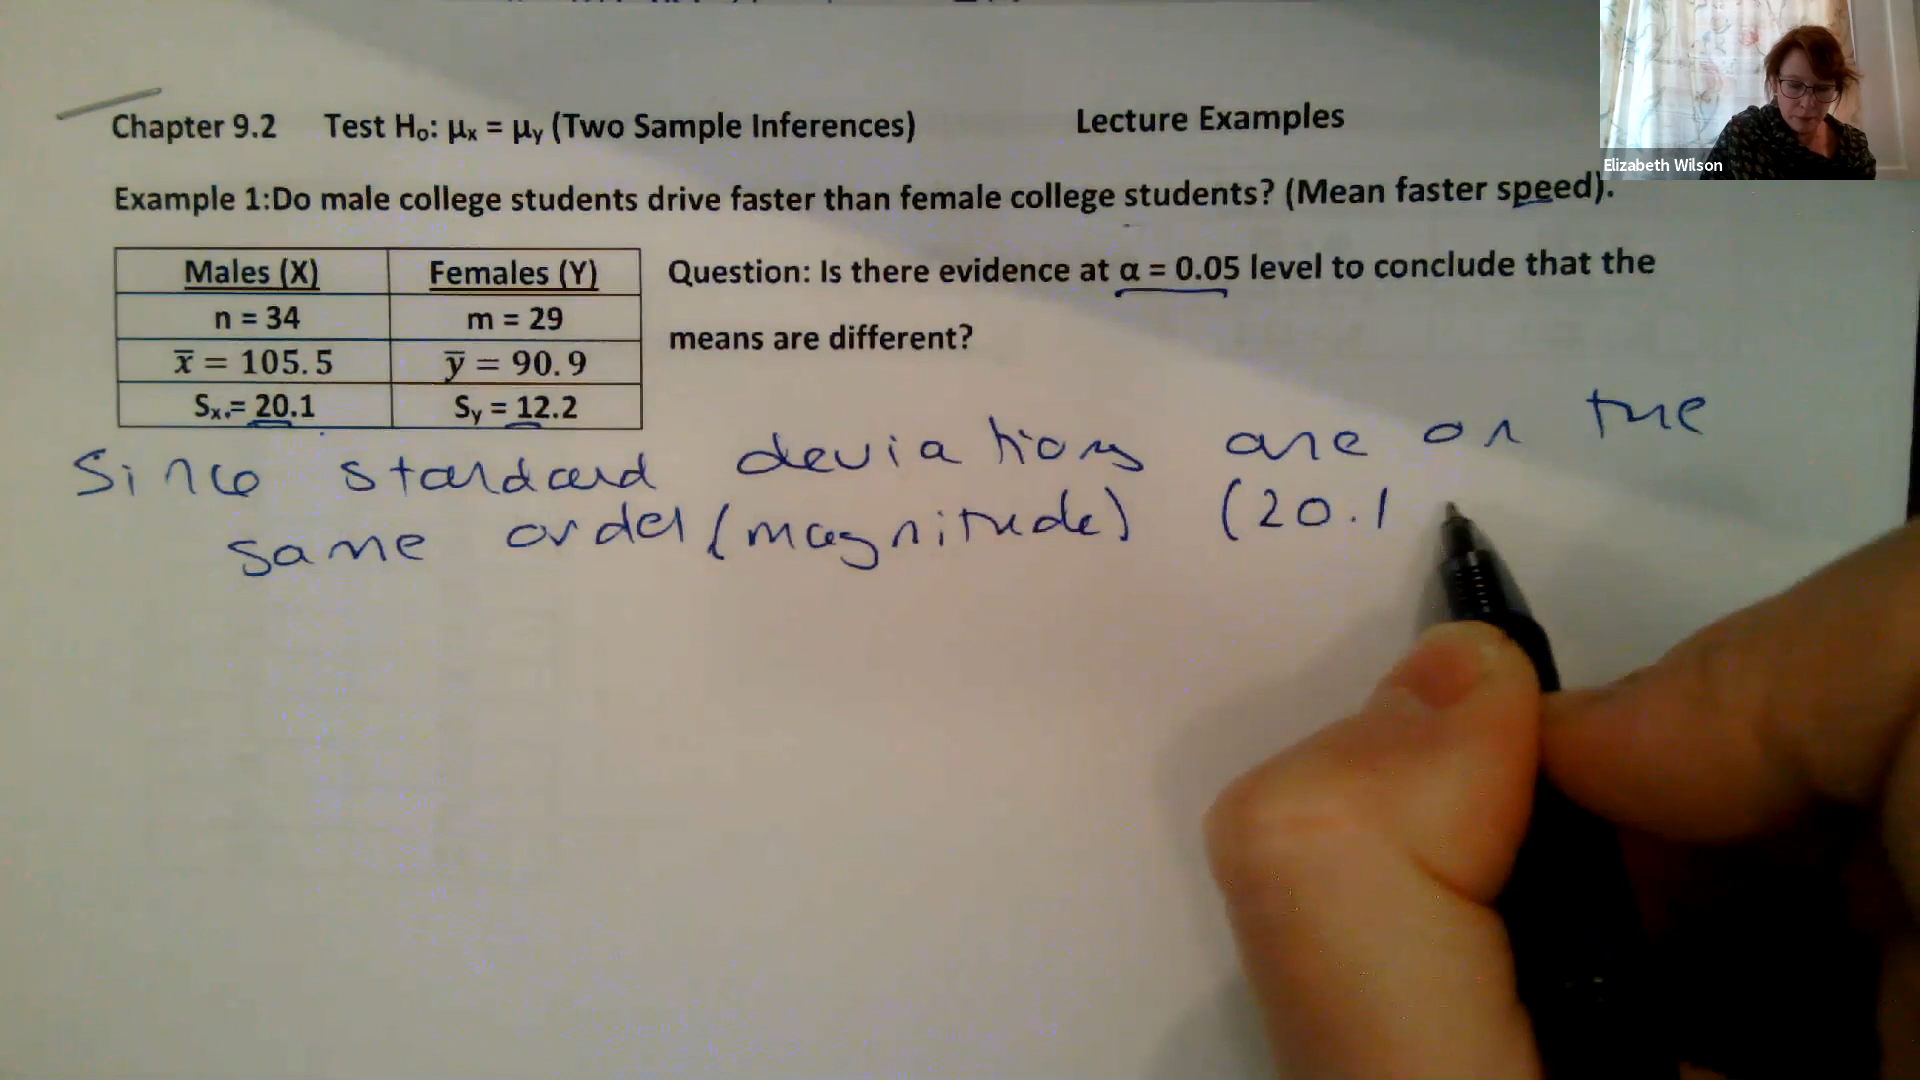 Chapter 9.2 Test H₀: μₓ = μᵧ (Two Sample Inferences) Lecture Examples
Elizabeth Wilson
Example 1:Do male college students drive faster than female college students? (Mean faster speed).
Males (X) Females (Y)
n = 34 m = 29
x̅ = 105.5 y̅ = 90.9
Sₓ.= 20.1 Sᵧ = 12.2
Question: Is there evidence at α = 0.05 level to conclude that the
means are different?
Since standard deviations are on the
same order (magnitude) (20.1